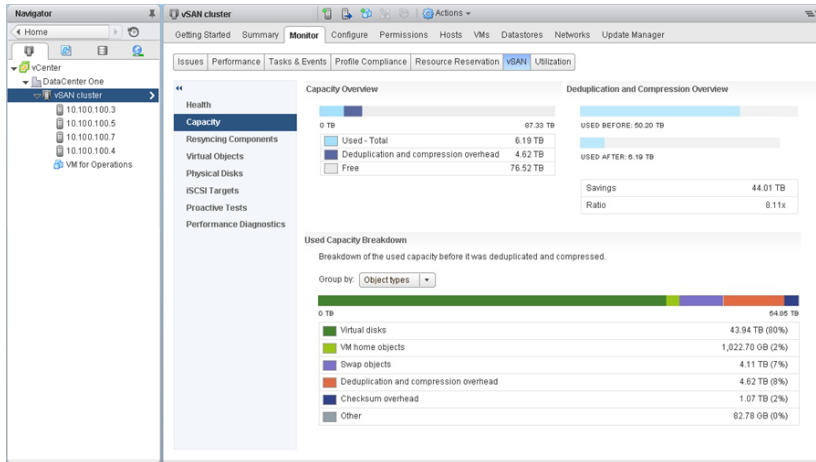 Navigator
Home
vCenter
DataCenter One
vSAN cluster
10.100.100.3
10.100.100.5
10.100.100.7
10.100.100.4
VM for Operations
vSAN cluster Actions
Getting Started Summary Monitor Configure Permissions Hosts VMs Datastores Networks Update Manager
Issues Performance Tasks & Events Profile Compliance Resource Reservation vSAN Utilization
Health
Capacity
Resyncing Components
Virtual Objects
Physical Disks
iSCSI Targets
Proactive Tests
Performance Diagnostics
Capacity Overview
0 TB 87.33 TB
Used - Total 6.19 TB
Deduplication and compression overhead 4.62 TB
Free 76.52 TB
Deduplication and Compression Overview
USED BEFORE: 50.20 TB
USED AFTER: 6.19 TB
Savings 44.01 TB
Ratio 8.11x
Used Capacity Breakdown
Breakdown of the used capacity before it was deduplicated and compressed.
Group by: Object types
0 TB 54.85 TB
Virtual disks 43.94 TB (80%)
VM home objects 1,022.70 GB (2%)
Swap objects 4.11 TB (7%)
Deduplication and compression overhead 4.62 TB (8%)
Checksum overhead 1.07 TB (2%)
Other 82.78 GB (0%)